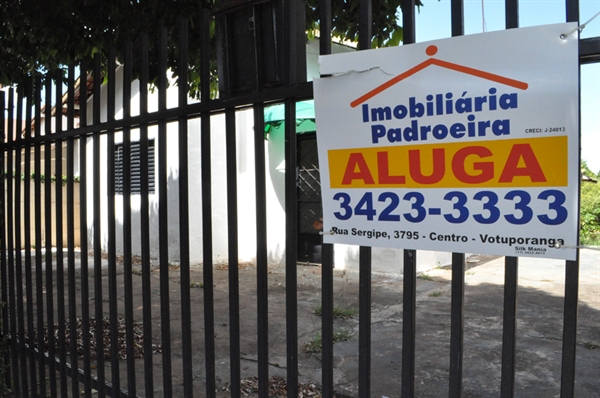 Imobiliária
Padroeira
CRECI: J-24013
ALUGA
3423-3333
Rua Sergipe, 3795 - Centro - Votuporanga
Silk Mania